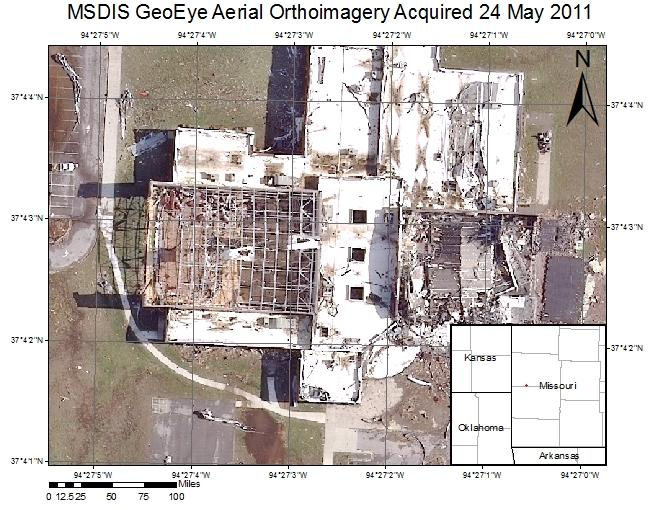 MSDIS GeoEye Aerial Orthoimagery Acquired 24 May 2011
94°27'5"W 94°27'4"W 94°27'3"W 94°27'2"W 94°27'1"W 94°27'0"W
N
37°4'4"N 37°4'4"N
37°4'3"N 37°4'3"N
37°4'2"N 37°4'2"N
Kansas
Missouri
Oklahoma
Arkansas
37°4'1"N
94°27'5"W 94°27'4"W 94°27'3"W 94°27'2"W 94°27'1"W 94°27'0"W
Miles
0 12.525 50 75 100